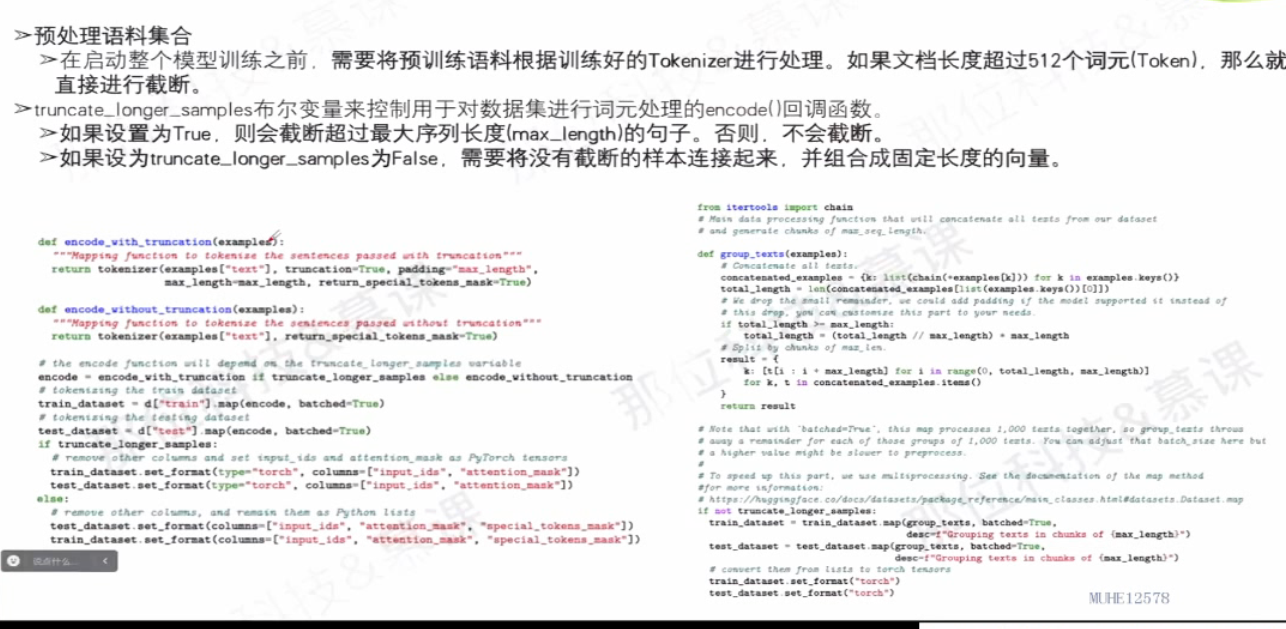 ➢预处理语料集合
➢在启动整个模型训练之前，需要将预训练语料根据训练好的Tokenizer进行处理。如果文档长度超过512个词元(Token)，那么就
直接进行截断。
➢truncate_longer_samples布尔变量来控制用于对数据集进行词元处理的encode()回调函数。
➢如果设置为True，则会截断超过最大序列长度(max_length)的句子。否则，不会截断。
➢如果设为truncate_longer_samples为False，需要将没有截断的样本连接起来，并组合成固定长度的向量。
def encode_with_truncation(examples):
"""Mapping function to tokenize the sentences passed with truncation"""
return tokenizer(examples["text"], truncation=True, padding="max_length",
max_length=max_length, return_special_tokens_mask=True)
def encode_without_truncation(examples):
"""Mapping function to tokenize the sentences passed without truncation"""
return tokenizer(examples["text"], return_special_tokens_mask=True)
# the encode function will depend on the truncate_longer_samples variable
encode = encode_with_truncation if truncate_longer_samples else encode_without_truncation
# tokenizing the train dataset
train_dataset = d["train"].map(encode, batched=True)
# tokenizing the testing dataset
test_dataset = d["test"].map(encode, batched=True)
if truncate_longer_samples:
# remove other columns and set input_ids and attention_mask as PyTorch tensors
train_dataset.set_format(type="torch", columns=["input_ids", "attention_mask"])
test_dataset.set_format(type="torch", columns=["input_ids", "attention_mask"])
else:
# remove other columns, and remain them as Python lists
test_dataset.set_format(columns=["input_ids", "attention_mask", "special_tokens_mask"])
train_dataset.set_format(columns=["input_ids", "attention_mask", "special_tokens_mask"])
说点什么...
from itertools import chain
# Main data processing function that will concatenate all texts from our dataset
# and generate chunks of max_seq_length.
def group_texts(examples):
# Concatenate all texts.
concatenated_examples = {k: list(chain(*examples[k])) for k in examples.keys()}
total_length = len(concatenated_examples[list(examples.keys())[0]])
# We drop the small remainder, we could add padding if the model supported it instead of
# this drop, you can customize this part to your needs.
if total_length >= max_length:
total_length = (total_length // max_length) * max_length
# Split by chunks of max_len.
result = {
k: [t[i : i + max_length] for i in range(0, total_length, max_length)]
for k, t in concatenated_examples.items()
}
return result
# Note that with `batched=True`, this map processes 1,000 texts together, so group_texts throws
# away a remainder for each of those groups of 1,000 texts. You can adjust that batch_size here but
# a higher value might be slower to preprocess.
#
# To speed up this part, we use multiprocessing. See the documentation of the map method
#for more information:
# https://huggingface.co/docs/datasets/package_reference/main_classes.html#datasets.Dataset.map
if not truncate_longer_samples:
train_dataset = train_dataset.map(group_texts, batched=True,
desc=f"Grouping texts in chunks of {max_length}")
test_dataset = test_dataset.map(group_texts, batched=True,
desc=f"Grouping texts in chunks of {max_length}")
# convert them from lists to torch tensors
train_dataset.set_format("torch")
test_dataset.set_format("torch")
MUHE12578
那位科技&慕课